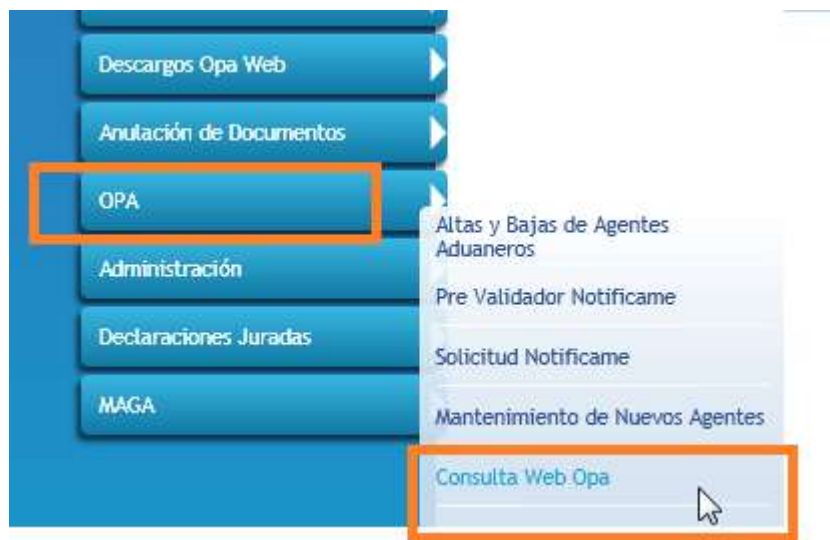 Descargos Opa Web
Anulación de Documentos
OPA
Administración
Declaraciones Juradas
MAGA
Altas y Bajas de Agentes
Aduaneros
Pre Validador Notificame
Solicitud Notificame
Mantenimiento de Nuevos Agentes
Consulta Web Opa